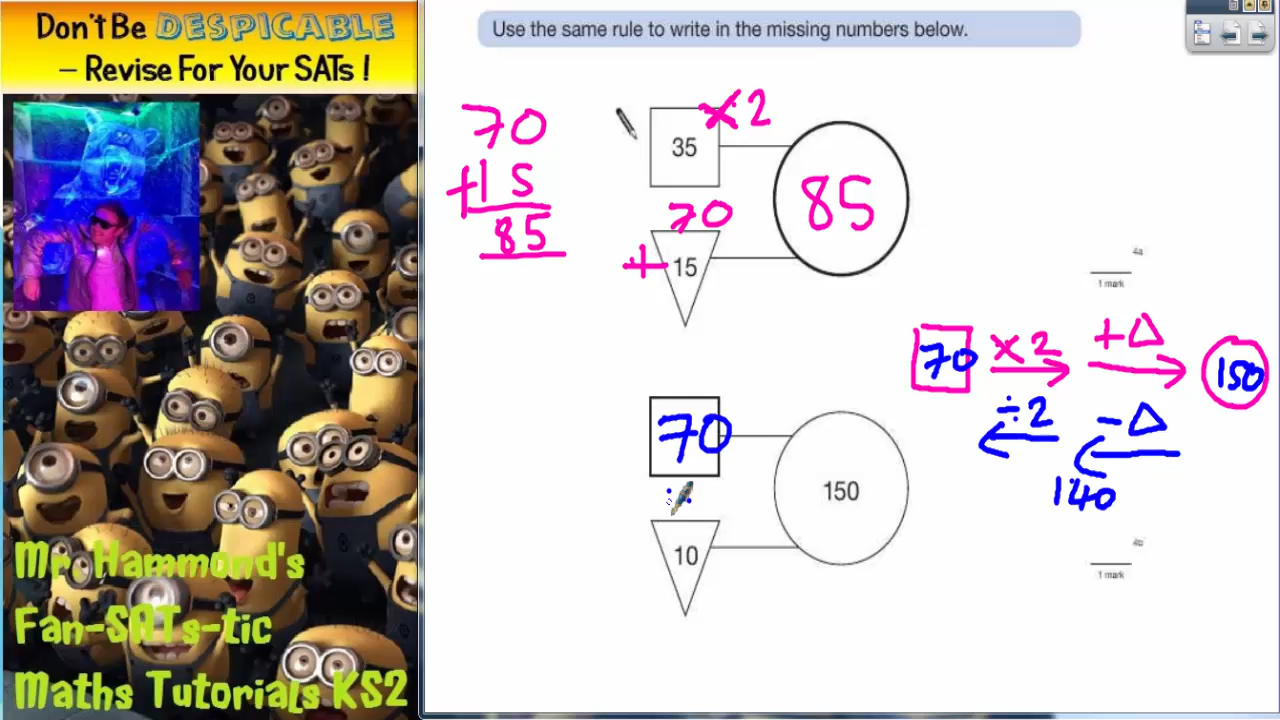 Don't Be DESPICABLE
– Revise For Your SATs !
Mr. Hammond's
Fan-SATs-tic
Maths Tutorials KS2
Use the same rule to write in the missing numbers below.
70
+15
85
×2
35
70
+ 15
85
4a
1 mark
70 ×2 +Δ 150
÷2 -Δ
140
70
10
150
4b
1 mark